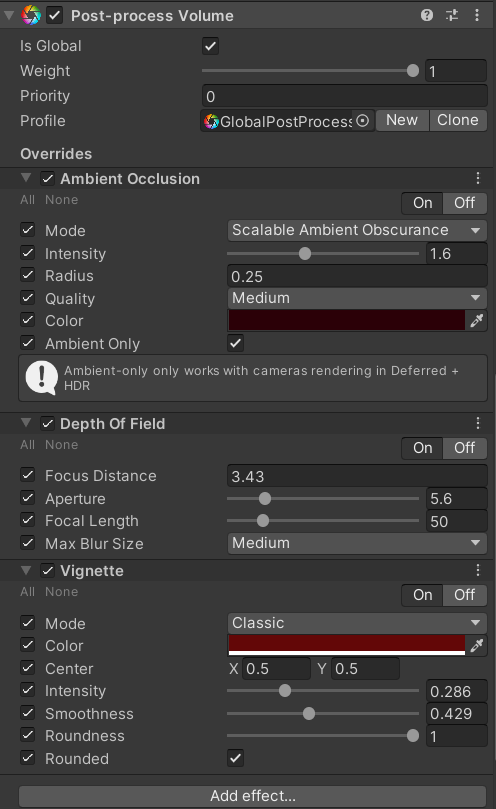 Post-process Volume
Is Global
Weight 1
Priority 0
Profile GlobalPostProcess New Clone
Overrides
Ambient Occlusion
All None On Off
Mode Scalable Ambient Obscurance
Intensity 1.6
Radius 0.25
Quality Medium
Color
Ambient Only
Ambient-only only works with cameras rendering in Deferred +
HDR
Depth Of Field
All None On Off
Focus Distance 3.43
Aperture 5.6
Focal Length 50
Max Blur Size Medium
Vignette
All None On Off
Mode Classic
Color
Center X 0.5 Y 0.5
Intensity 0.286
Smoothness 0.429
Roundness 1
Rounded
Add effect...